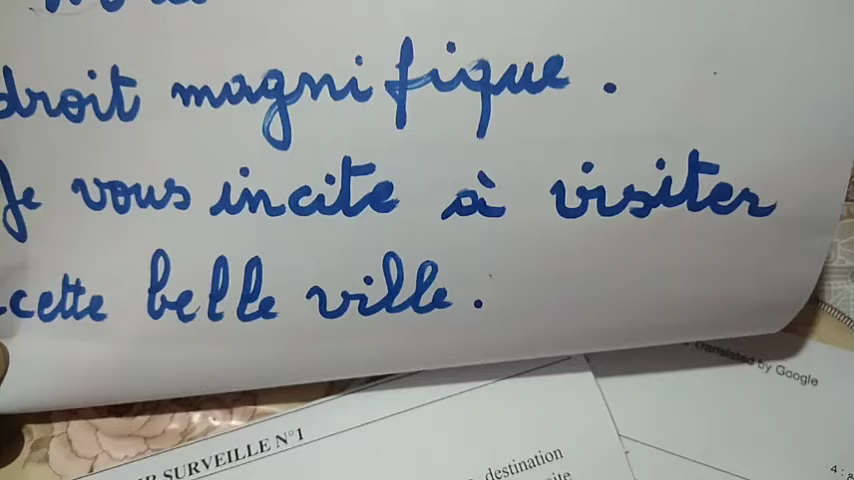 droit magnifique .
Je vous incite à visiter
cette belle ville .
translated by Google
SURVEILLE N°1
destination